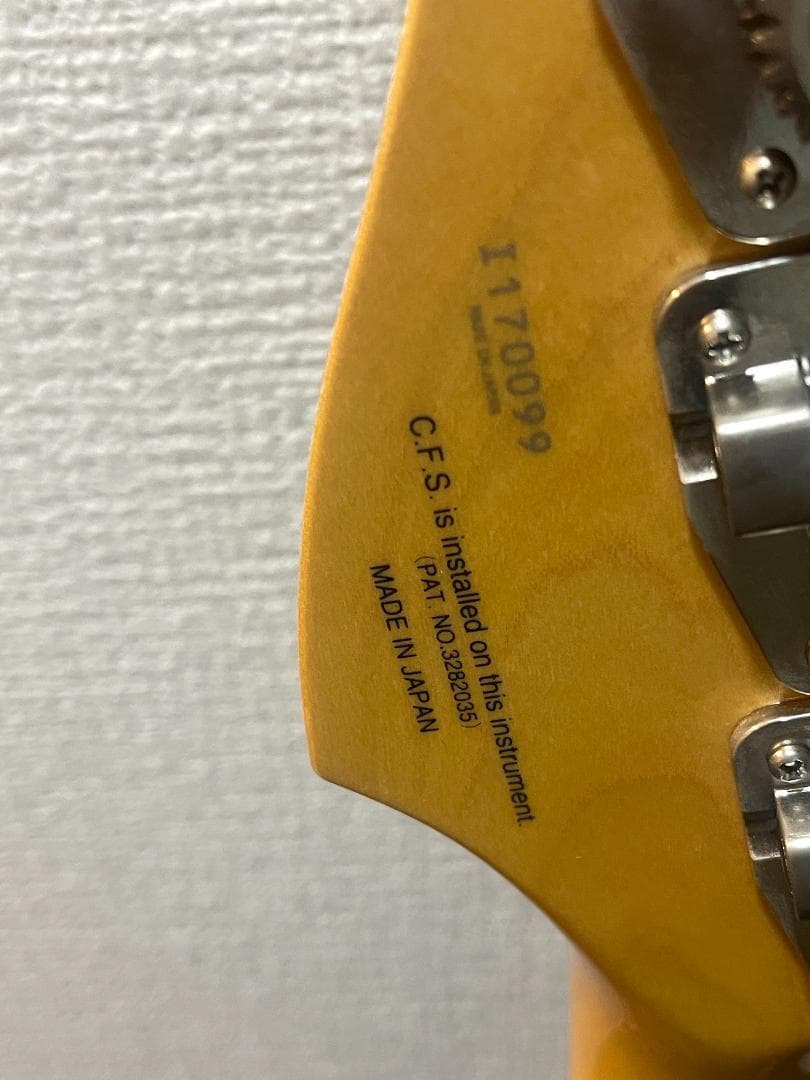 I170099
MADE IN JAPAN
C.F.S. is installed on this instrument.
(PAT. NO.3282035)
MADE IN JAPAN